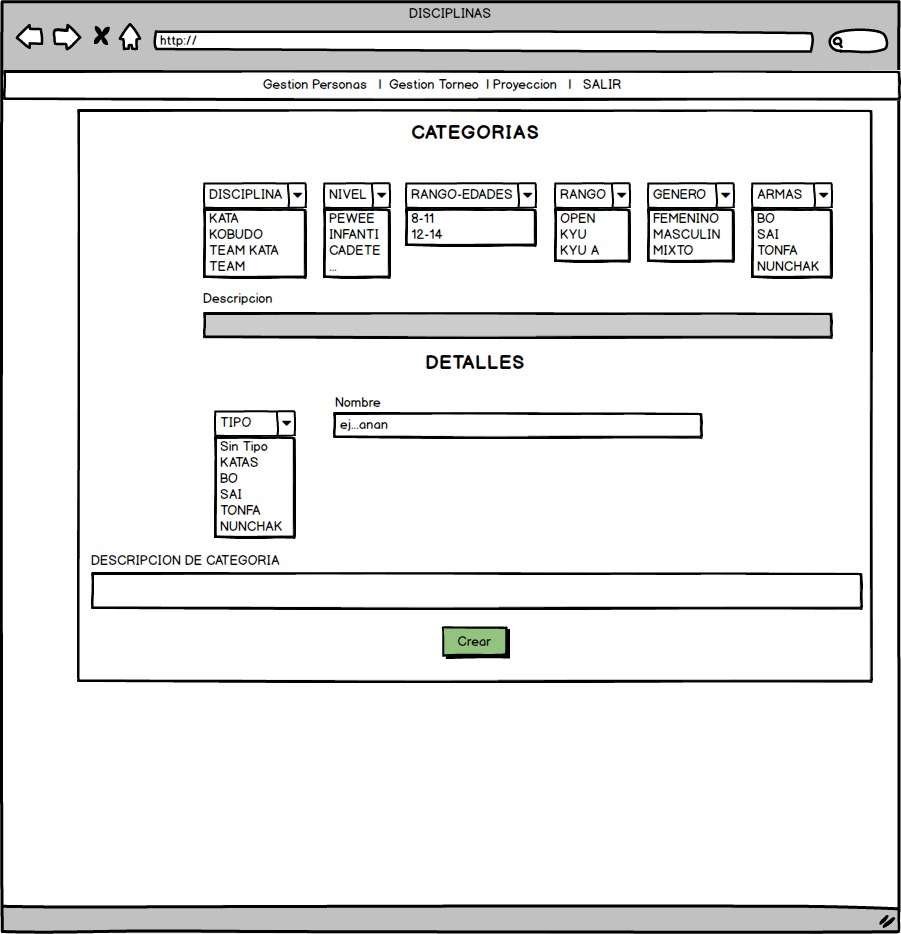 DISCIPLINAS
http://
Gestion Personas | Gestion Torneo | Proyeccion | SALIR
CATEGORIAS
DISCIPLINA NIVEL RANGO-EDADES RANGO GENERO ARMAS
KATA PEWEE 8-11 OPEN FEMENINO BO
KOBUDO INFANTI 12-14 KYU MASCULIN SAI
TEAM KATA CADETE KYU A MIXTO TONFA
TEAM ... NUNCHAK
Descripcion
DETALLES
Nombre
TIPO ej...anan
Sin Tipo
KATAS
BO
SAI
TONFA
NUNCHAK
DESCRIPCION DE CATEGORIA
Crear